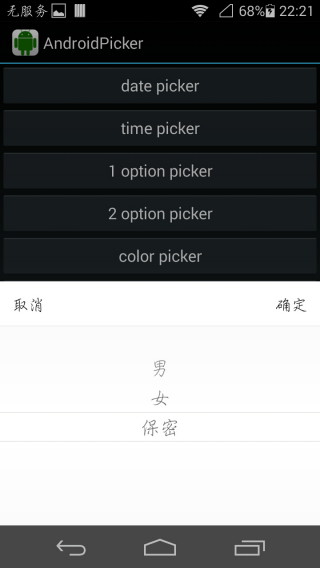 无服务 68% 22:21
AndroidPicker
date picker
time picker
1 option picker
2 option picker
color picker
取消 确定
男
女
保密